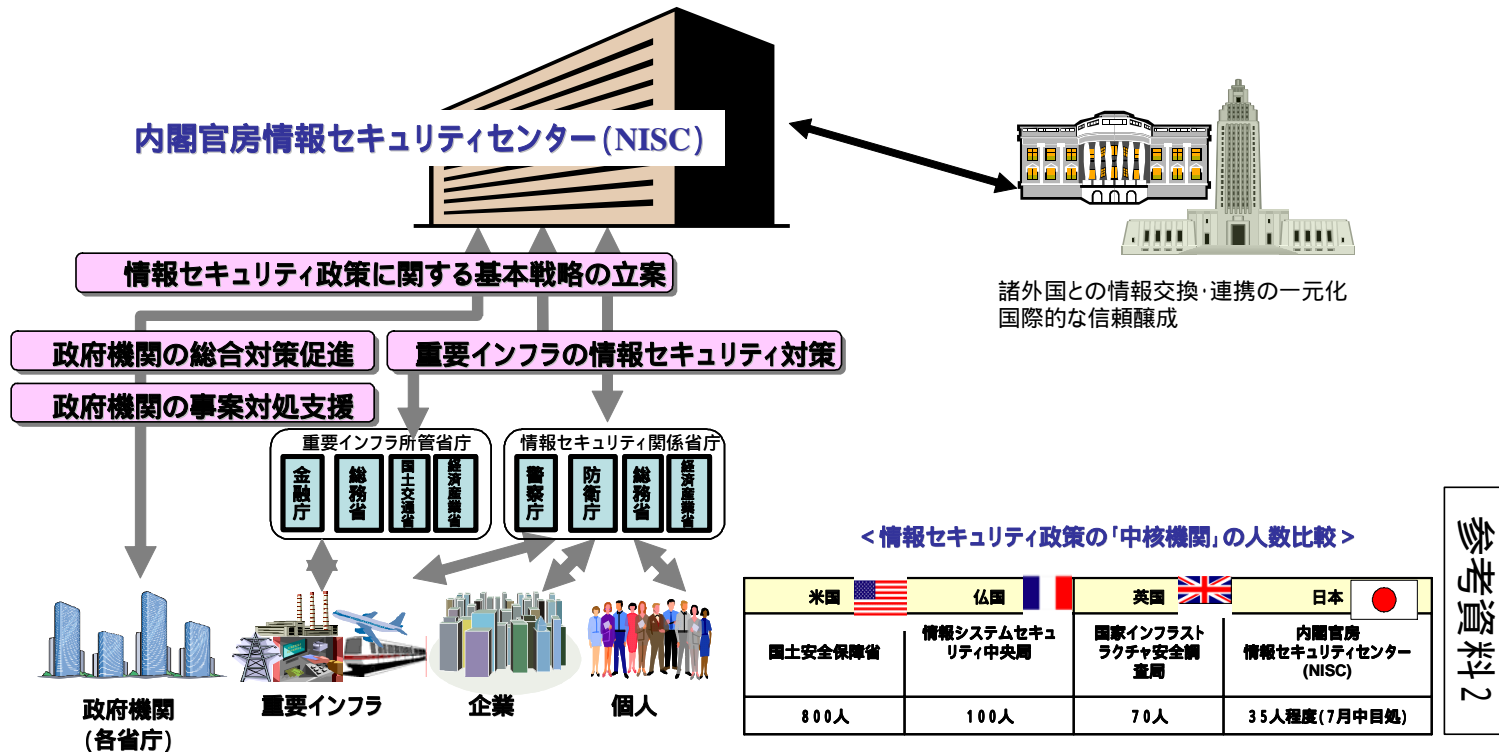 内閣官房情報セキュリティセンター(NISC)
情報セキュリティ政策に関する基本戦略の立案
諸外国との情報交換・連携の一元化
国際的な信頼醸成
政府機関の総合対策促進
重要インフラの情報セキュリティ対策
政府機関の事案対処支援
重要インフラ所管省庁
金融庁
総務省
国土交通省
経済産業省
情報セキュリティ関係省庁
警察庁
防衛庁
総務省
経済産業省
政府機関
(各省庁)
重要インフラ
企業
個人
<情報セキュリティ政策の「中核機関」の人数比較>
米国
仏国
英国
日本
国土安全保障省
情報システムセキュ
リティ中央局
国家インフラスト
ラクチャ安全調
査局
内閣官房
情報セキュリティセンター
(NISC)
800人
100人
70人
35人程度(7月中目処)
参考資料2